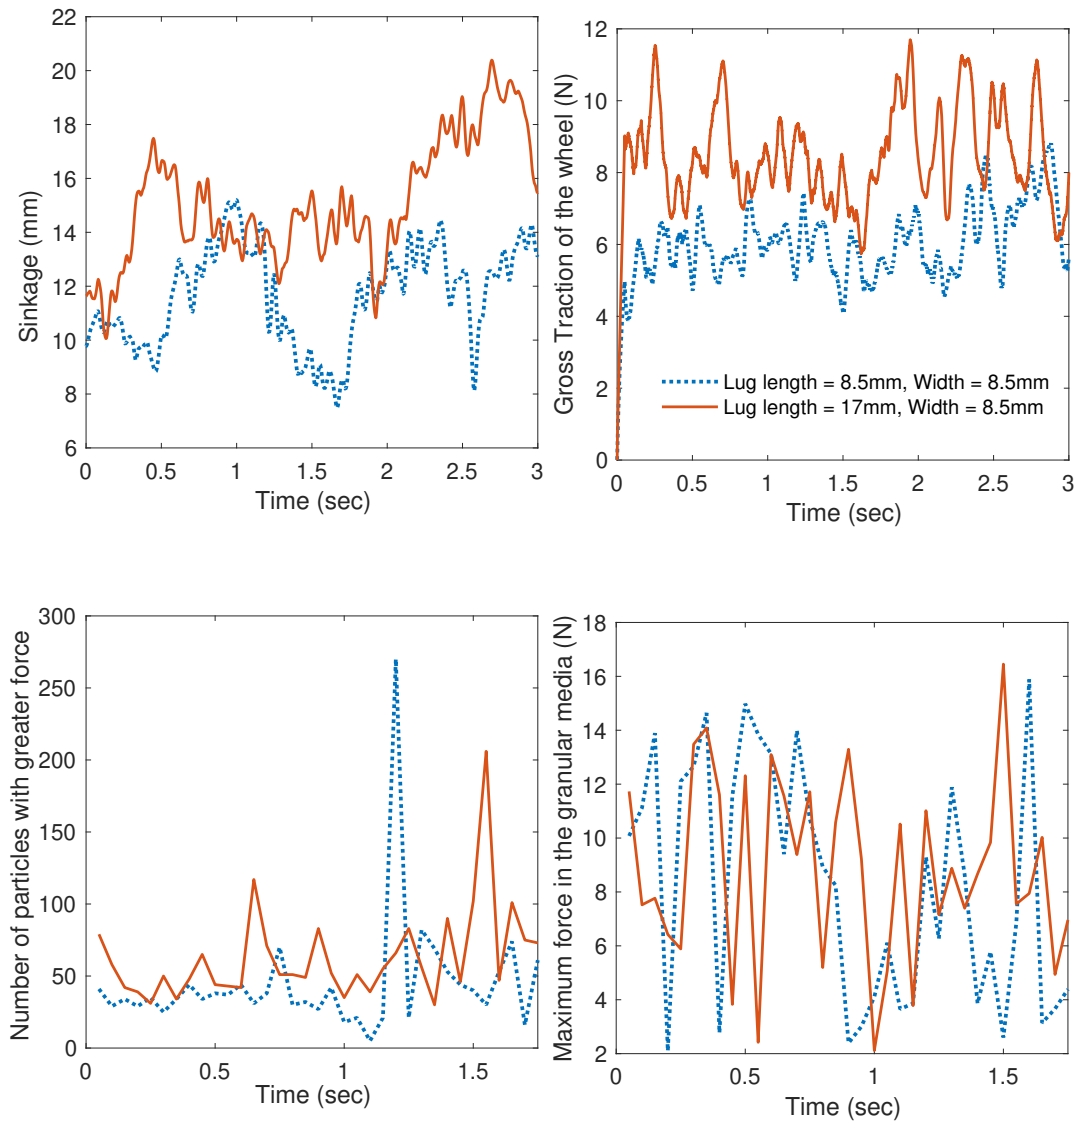 22
20
18
16
14
12
10
8
6
Sinkage (mm)
0 0.5 1 1.5 2 2.5 3
Time (sec)
12
10
8
6
4
2
0
Gross Traction of the wheel (N)
Lug length = 8.5mm, Width = 8.5mm
Lug length = 17mm, Width = 8.5mm
0 0.5 1 1.5 2 2.5 3
Time (sec)
300
250
200
150
100
50
0
Number of particles with greater force
0 0.5 1 1.5
Time (sec)
18
16
14
12
10
8
6
4
2
Maximum force in the granular media (N)
0 0.5 1 1.5
Time (sec)